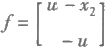 f = [ u - x₂
- u ]